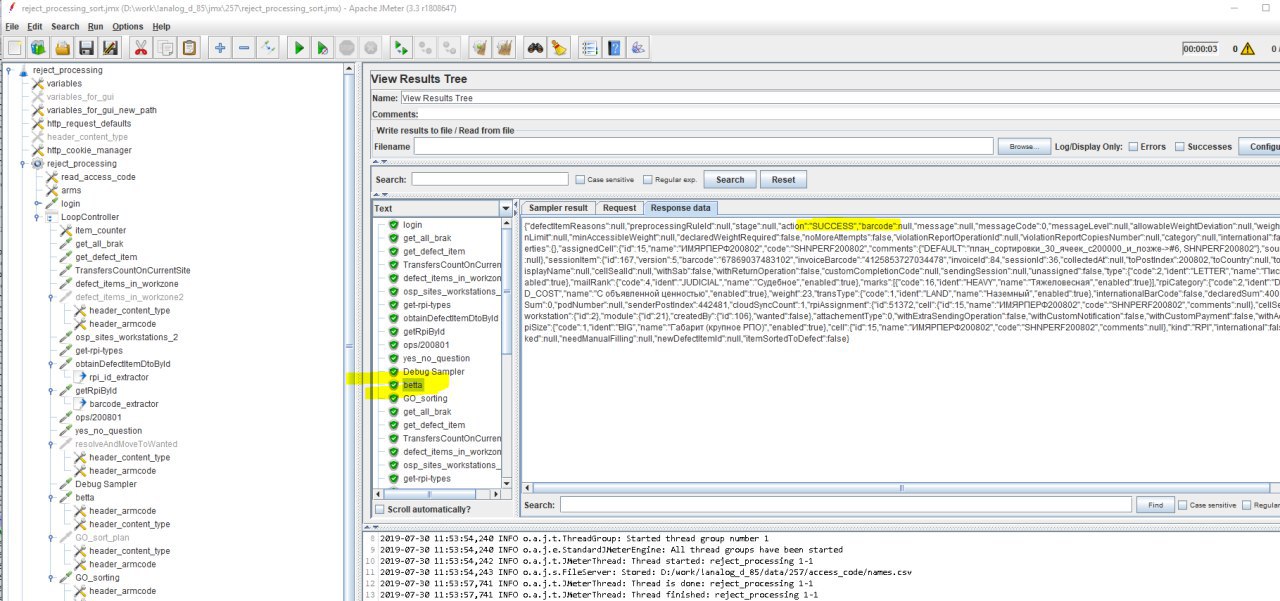 reject_processing_sort.jmx (D:\work\!analog_d_85\jmx\257\reject_processing_sort.jmx) - Apache JMeter (3.3 r1808647)
File Edit Search Run Options Help
00:00:03 0 0
reject_processing
variables
variables_for_gui
variables_for_gui_new_path
http_request_defaults
header_content_type
http_cookie_manager
reject_processing
read_access_code
arms
login
LoopController
item_counter
get_all_brak
get_defect_item
TransfersCountOnCurrentSite
defect_items_in_workzone
defect_items_in_workzone2
header_content_type
header_armcode
osp_sites_workstations_2
get-rpi-types
obtainDefectItemDtoById
rpi_id_extractor
getRpiById
barcode_extractor
ops/200801
yes_no_question
resolveAndMoveToWanted
header_content_type
header_armcode
Debug Sampler
betta
header_armcode
header_content_type
GO_sort_plan
header_content_type
header_armcode
GO_sorting
header_armcode
View Results Tree
Name: View Results Tree
Comments:
Write results to file / Read from file
Filename Browse... Log/Display Only: Errors Successes Configu
Search: Case sensitive Regular exp. Search Reset
Text
login
get_all_brak
get_defect_item
TransfersCountOnCurren
defect_items_in_workzon
osp_sites_workstations_
get-rpi-types
obtainDefectItemDtoById
getRpiById
ops/200801
yes_no_question
Debug Sampler
betta
GO_sorting
get_all_brak
get_defect_item
TransfersCountOnCurren
defect_items_in_workzon
osp_sites_workstations_
get-rpi-types
Scroll automatically?
Sampler result Request Response data
{"defectItemReasons":null,"preprocessingRuleId":null,"stage":null,"action":"SUCCESS","barcode":null,"message":null,"messageCode":0,"messageLevel":null,"allowableWeightDeviation":null,"weigh
nLimit":null,"minAccessibleWeight":null,"declaredWeightRequired":false,"noMoreAttempts":false,"violationReportOperationId":null,"violationReportCopiesNumber":null,"category":null,"international":fa
erties":{},"assignedCell":{"id":15,"name":"ИМЯРПЕРФ200802","code":"SHNPERF200802","comments":{"DEFAULT":"план_сортировки_30_ячеек_c200000_и_позже->#6, SHNPERF200802"},"sou
:null},"sessionItem":{"id":167,"version":5,"barcode":"67869037483102","invoiceBarcode":"4125853727034478","invoiceId":84,"sessionId":36,"collectedAt":null,"toPostIndex":200802,"toCountry":null,"to
isplayName":null,"cellSealId":null,"withSab":false,"withReturnOperation":false,"customCompletionCode":null,"sendingSession":null,"unassigned":false,"type":{"code":2,"ident":"LETTER","name":"Пис
abled":true},"mailRank":{"code":4,"ident":"JUDICIAL","name":"Судебное","enabled":true},"marks":[{"code":16,"ident":"HEAVY","name":"Тяжеловесная","enabled":true}],"rpiCategory":{"code":2,"ident":"
D_COST","name":"С объявленной ценностью","enabled":true},"weight":23,"transType":{"code":1,"ident":"LAND","name":"Наземный","enabled":true},"internationalBarCode":false,"declaredSum":400
Sum":0,"podNumber":null,"senderPostIndex":442481,"cloudSyncCount":1,"rpiAssignment":{"id":51372,"cell":{"id":15,"name":"ИМЯРПЕРФ200802","code":"SHNPERF200802","comments":null},"cellSe
workstation":{"id":2},"module":{"id":21},"createdBy":{"id":106},"wanted":false},"attachementType":0,"withExtraSendingOperation":false,"withCustomNotification":false,"withCustomPayment":false,"withAd
piSize":{"code":1,"ident":"BIG","name":"Габарит (крупное РПО)","enabled":true},"cell":{"id":15,"name":"ИМЯРПЕРФ200802","code":"SHNPERF200802","comments":null},"kind":"RPI","international":fa
ked":null,"needManualFilling":null,"newDefectItemId":null,"itemSortedToDefect":false}
Search: Find Case sensitive Regular
8 2019-07-30 11:53:54,240 INFO o.a.j.t.ThreadGroup: Started thread group number 1
9 2019-07-30 11:53:54,240 INFO o.a.j.e.StandardJMeterEngine: All thread groups have been started
10 2019-07-30 11:53:54,242 INFO o.a.j.t.JMeterThread: Thread started: reject_processing 1-1
11 2019-07-30 11:53:54,243 INFO o.a.j.s.FileServer: Stored: D:/work/!analog_d_85/data/257/access_code/names.csv
12 2019-07-30 11:53:57,741 INFO o.a.j.t.JMeterThread: Thread is done: reject_processing 1-1
13 2019-07-30 11:53:57,741 INFO o.a.j.t.JMeterThread: Thread finished: reject_processing 1-1